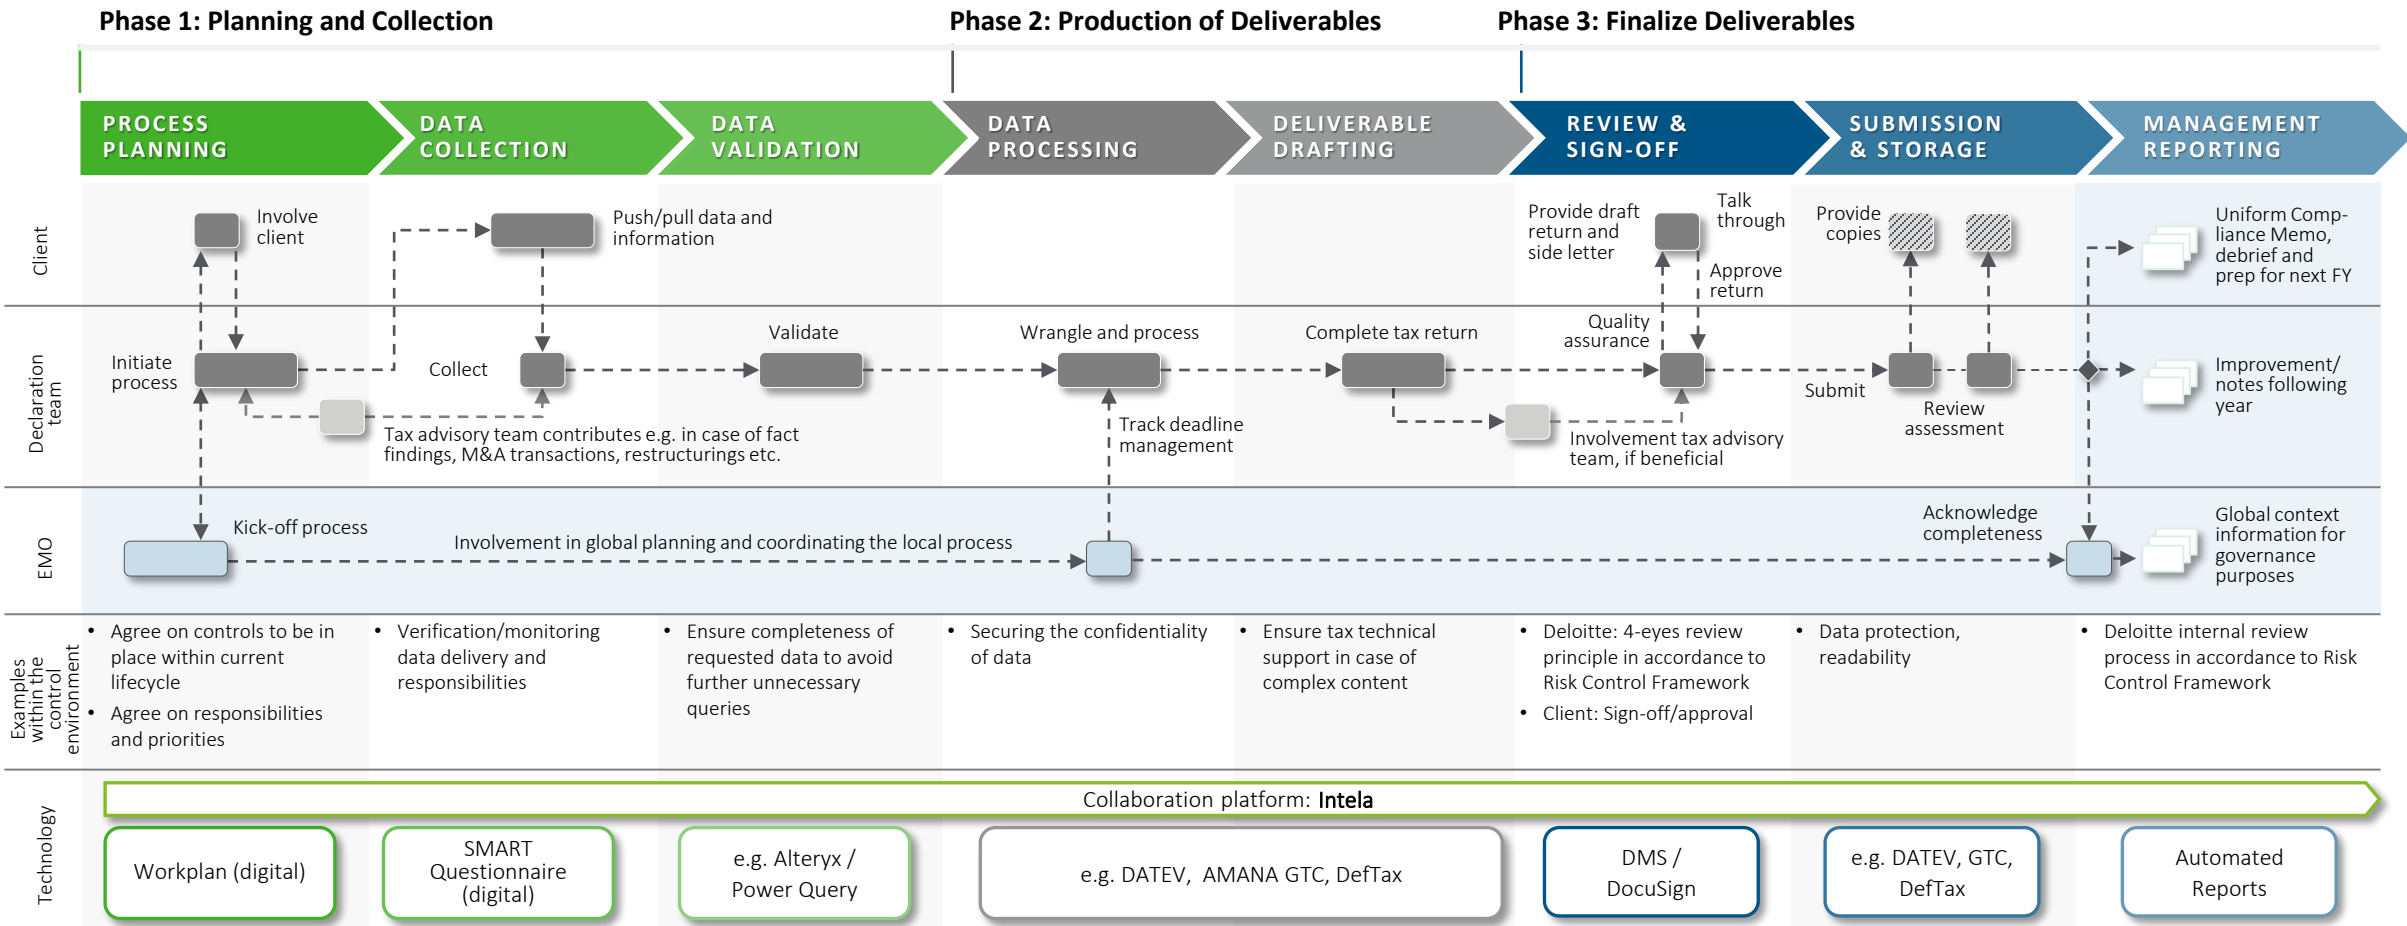 Phase 1: Planning and Collection
Phase 2: Production of Deliverables
Phase 3: Finalize Deliverables
PROCESS
PLANNING
DATA
COLLECTION
DATA
VALIDATION
DATA
PROCESSING
DELIVERABLE
DRAFTING
REVIEW &
SIGN-OFF
SUBMISSION
& STORAGE
MANAGEMENT
REPORTING
Client
Involve
client
Push/pull data and
information
Provide draft
return and
side letter
Talk
through
Approve
return
Provide
copies
Uniform Comp-
liance Memo,
debrief and
prep for next FY
Declaration
team
Initiate
process
Collect
Validate
Wrangle and process
Complete tax return
Quality
assurance
Submit
Review
assessment
Improvement/
notes following
year
Tax advisory team contributes e.g. in case of fact
findings, M&A transactions, restructurings etc.
Track deadline
management
Involvement tax advisory
team, if beneficial
EMO
Kick-off process
Involvement in global planning and coordinating the local process
Acknowledge
completeness
Global context
information for
governance
purposes
Examples
within the
control
environment
• Agree on controls to be in
place within current
lifecycle
• Agree on responsibilities
and priorities
• Verification/monitoring
data delivery and
responsibilities
• Ensure completeness of
requested data to avoid
further unnecessary
queries
• Securing the confidentiality
of data
• Ensure tax technical
support in case of
complex content
• Deloitte: 4-eyes review
principle in accordance to
Risk Control Framework
• Client: Sign-off/approval
• Data protection,
readability
• Deloitte internal review
process in accordance to Risk
Control Framework
Technology
Collaboration platform: Intela
Workplan (digital)
SMART
Questionnaire
(digital)
e.g. Alteryx /
Power Query
e.g. DATEV, AMANA GTC, DefTax
DMS /
DocuSign
e.g. DATEV, GTC,
DefTax
Automated
Reports